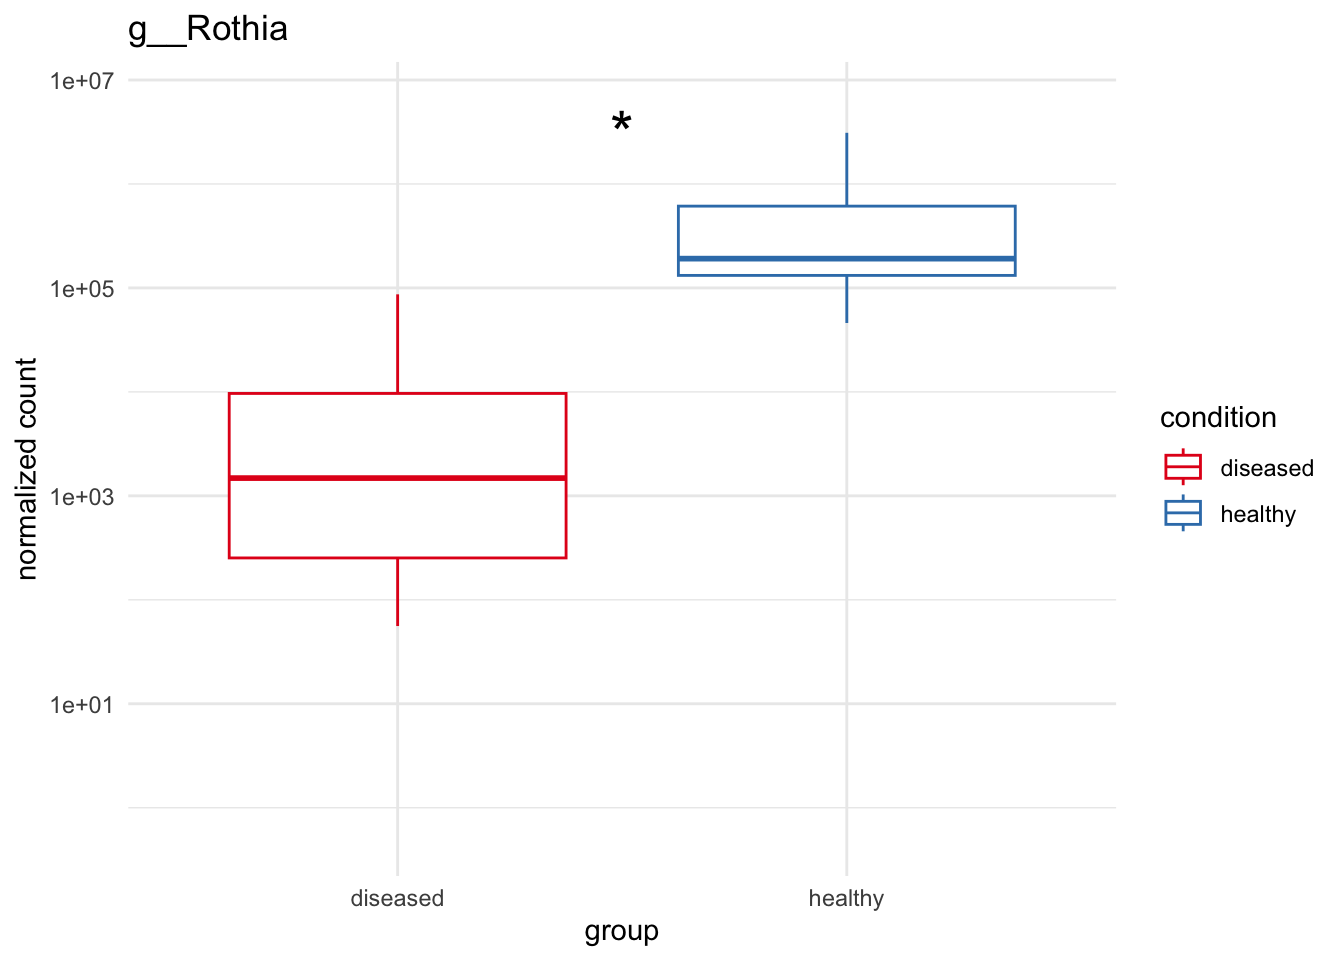 g__Rothia
1e+07
*
1e+05
1e+03
1e+01
normalized count
diseased
healthy
group
condition
diseased
healthy